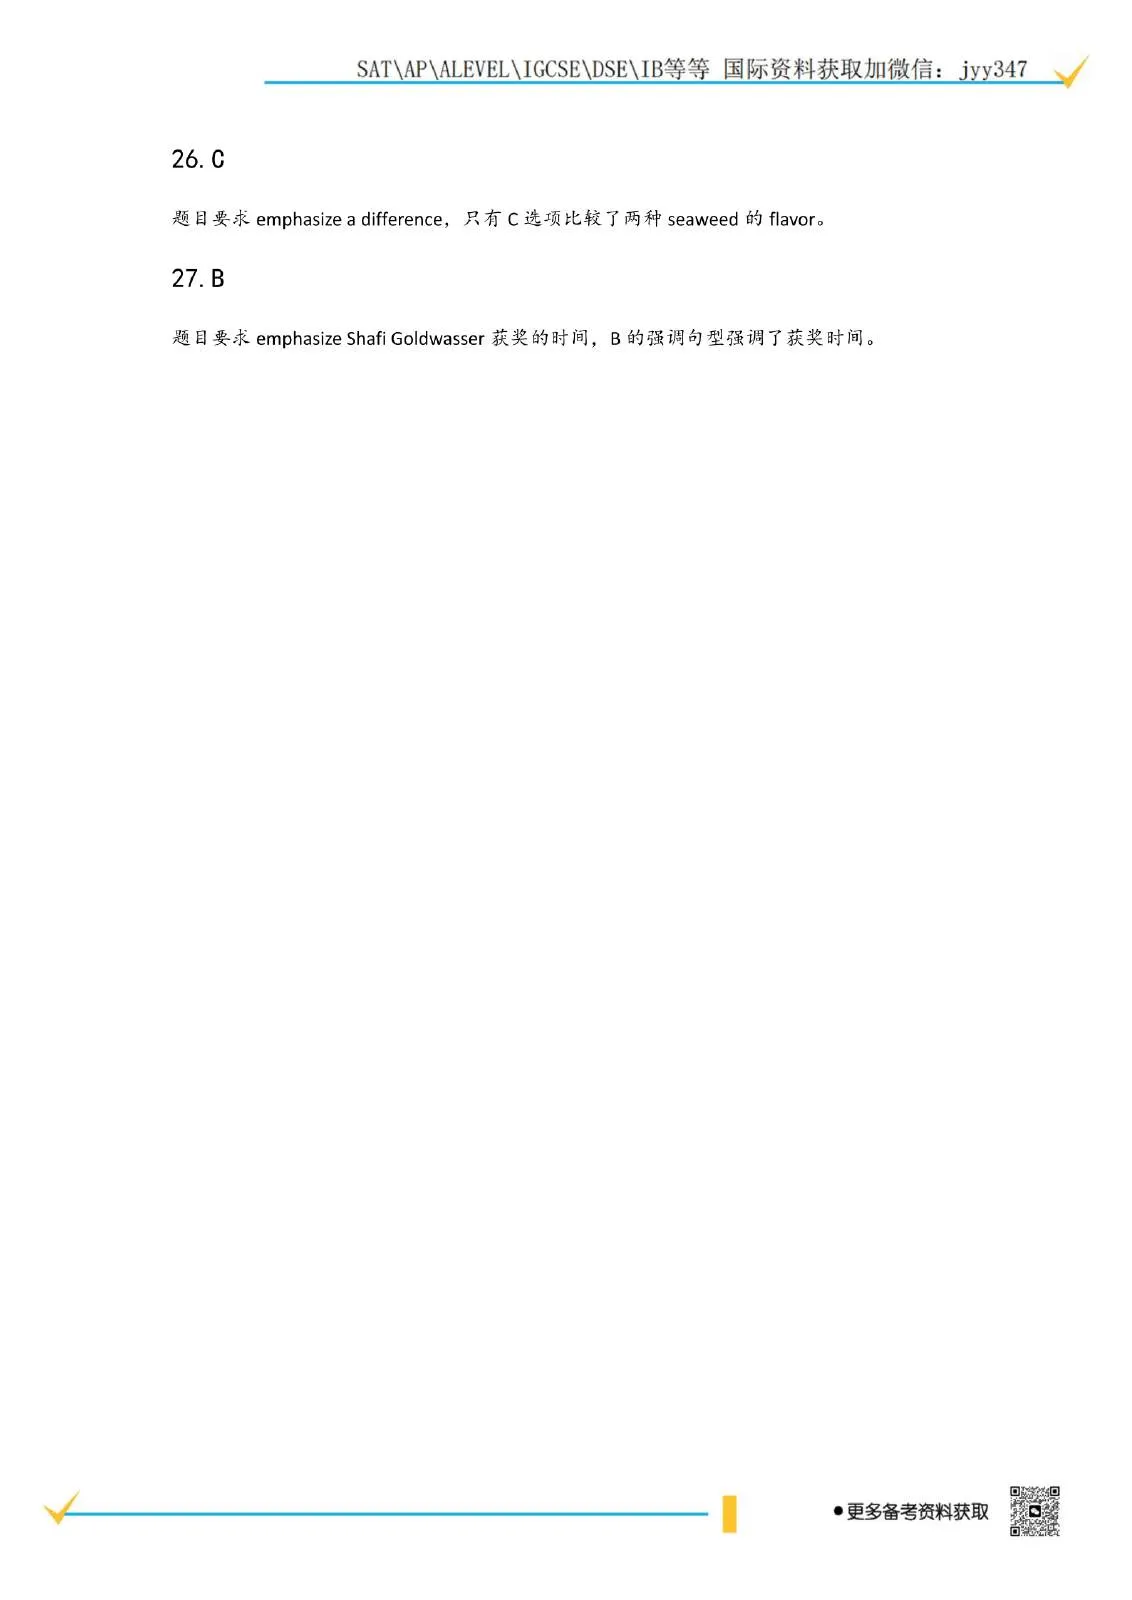 SAT\AP\ALEVEL\IGCSE\DSE\IB等等 国际资料获取加微信：jyy347
26. C
题目要求 emphasize a difference，只有 C 选项比较了两种 seaweed 的 flavor。
27. B
题目要求 emphasize Shafi Goldwasser 获奖的时间，B 的强调句型强调了获奖时间。
●更多备考资料获取